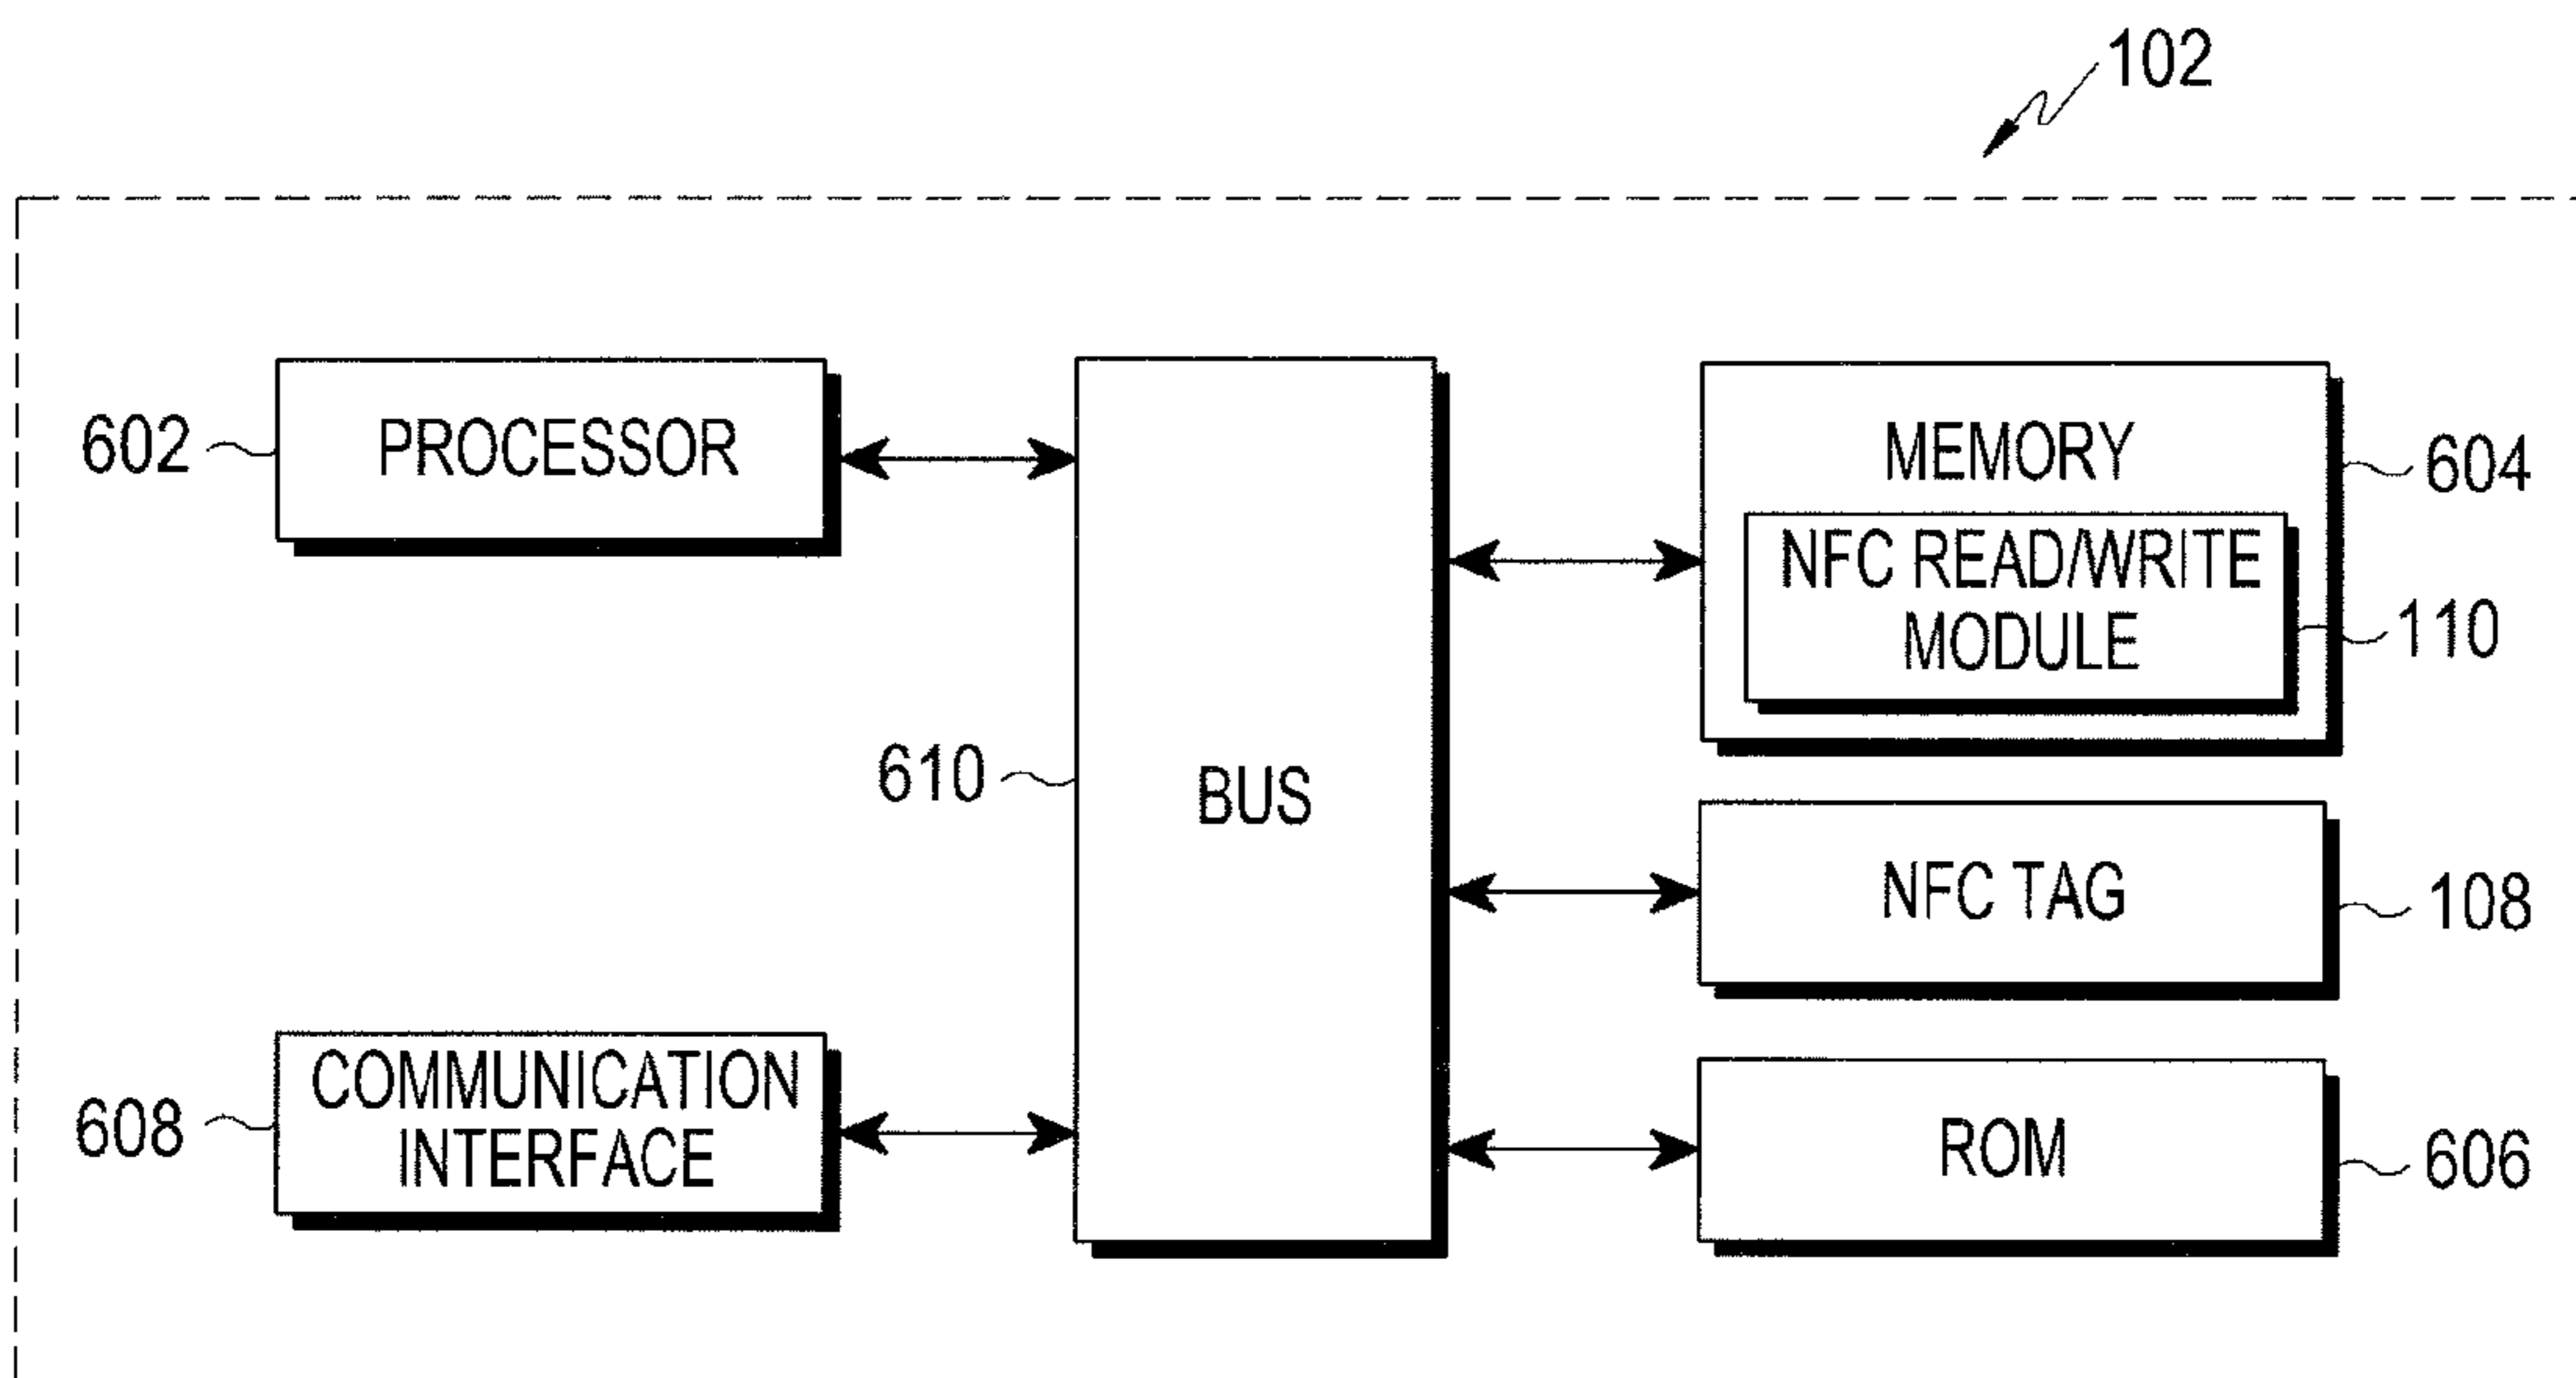 102
602
PROCESSOR
MEMORY
604
NFC READ/WRITE
MODULE
110
610
BUS
NFC TAG
108
608
COMMUNICATION
INTERFACE
ROM
606